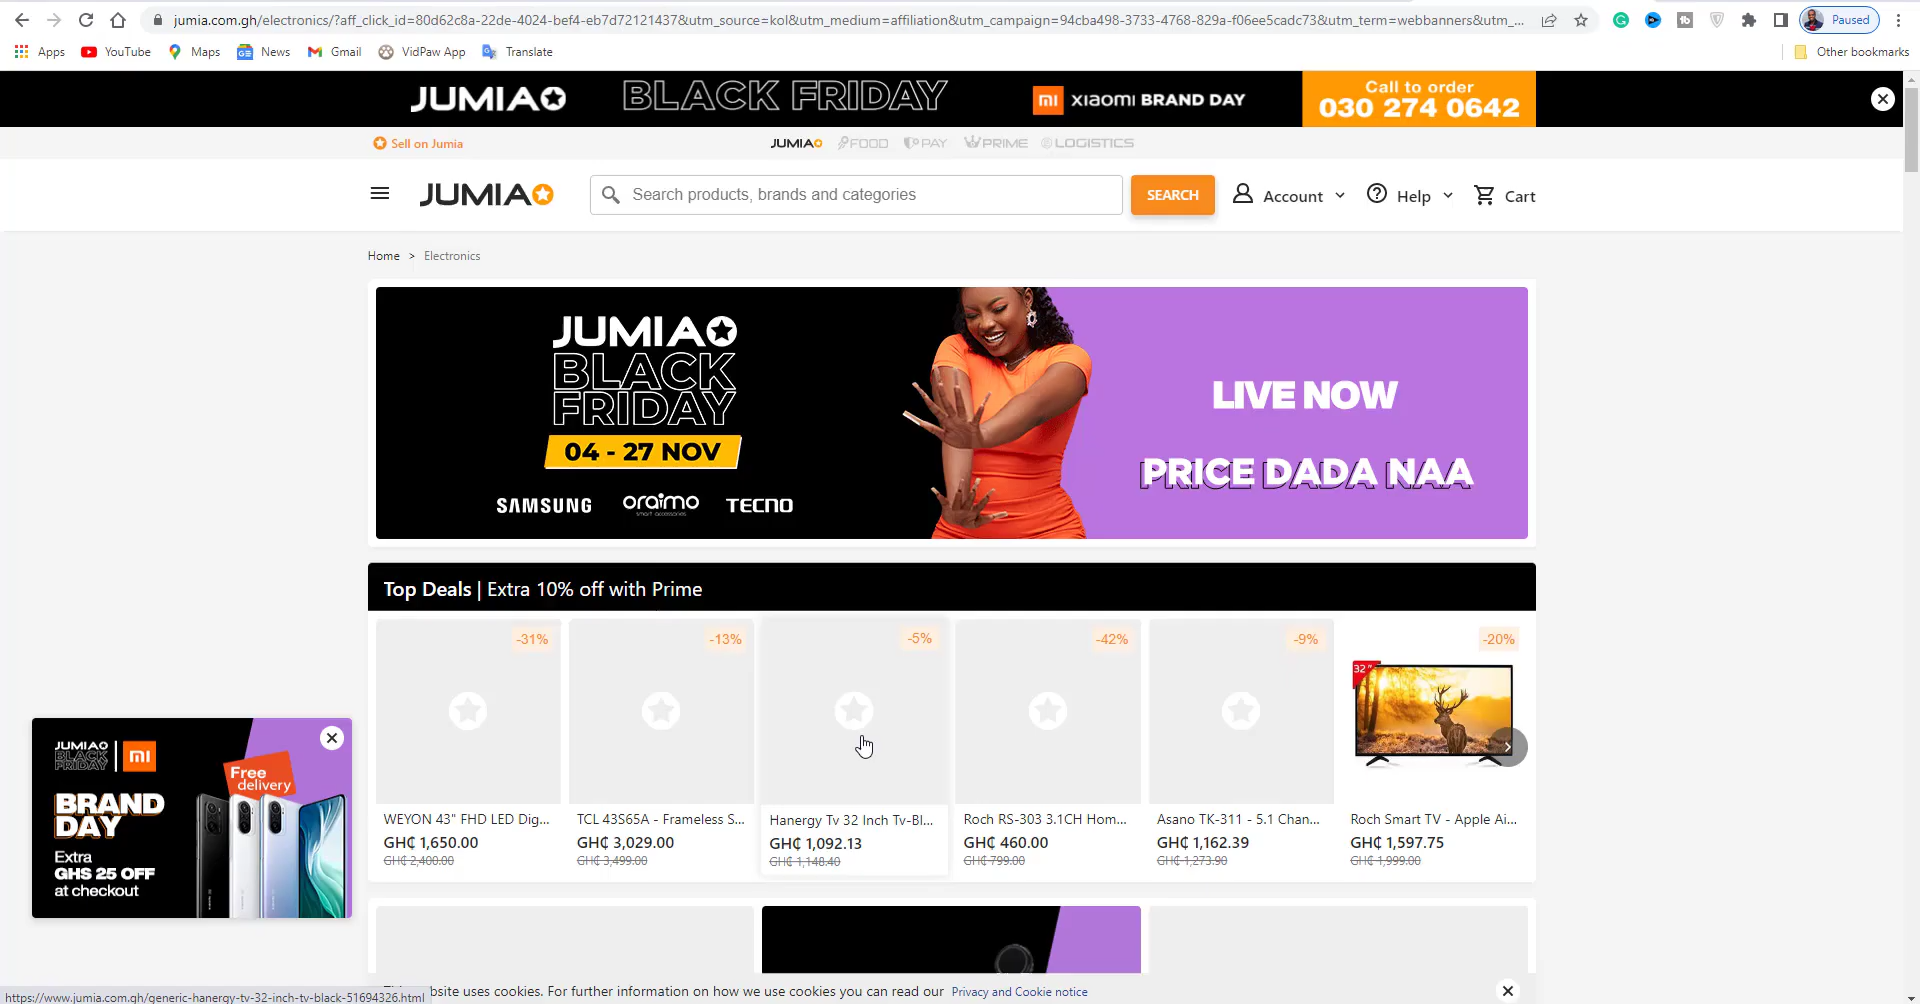 jumia.com.gh/electronics/?aff_click_id=80d62c8a-22de-4024-bef4-eb7d72121437&utm_source=kol&utm_medium=affiliation&utm_campaign=94cba498-3733-4768-829a-f06ee5cadc73&utm_term=webbanners&utm_...
Paused
Apps YouTube Maps Gmail News VidPaw App Translate Other bookmarks
JUMIA BLACK FRIDAY mi xiaomi BRAND DAY Call to order
030 274 0642
Sell on Jumia JUMIA FOOD PAY PRIME LOGISTICS
JUMIA Search products, brands and categories SEARCH Account Help Cart
Home > Electronics
JUMIA
BLACK
FRIDAY
04 - 27 NOV
SAMSUNG oraimo TECNO
smart accessories
LIVE NOW
PRICE DADA NAA
Top Deals | Extra 10% off with Prime
-31% -13% -5% -42% -9% -20%
32"
WEYON 43" FHD LED Dig... TCL 43S65A - Frameless S... Hanergy Tv 32 Inch Tv-Bl... Roch RS-303 3.1CH Hom... Asano TK-311 - 5.1 Chan... Roch Smart TV - Apple Ai...
GH₵ 1,650.00 GH₵ 3,029.00 GH₵ 1,092.13 GH₵ 460.00 GH₵ 1,162.39 GH₵ 1,597.75
GH₵ 2,400.00 GH₵ 3,499.00 GH₵ 1,148.40 GH₵ 799.00 GH₵ 1,273.90 GH₵ 1,999.00
JUMIA
BLACK
FRIDAY
mi
Free
delivery
BRAND
DAY
Extra
GHS 25 OFF
at checkout
bsite uses cookies. For further information on how we use cookies you can read our Privacy and Cookie notice
https://www.jumia.com.gh/generic-hanergy-tv-32-inch-tv-black-51694326.html